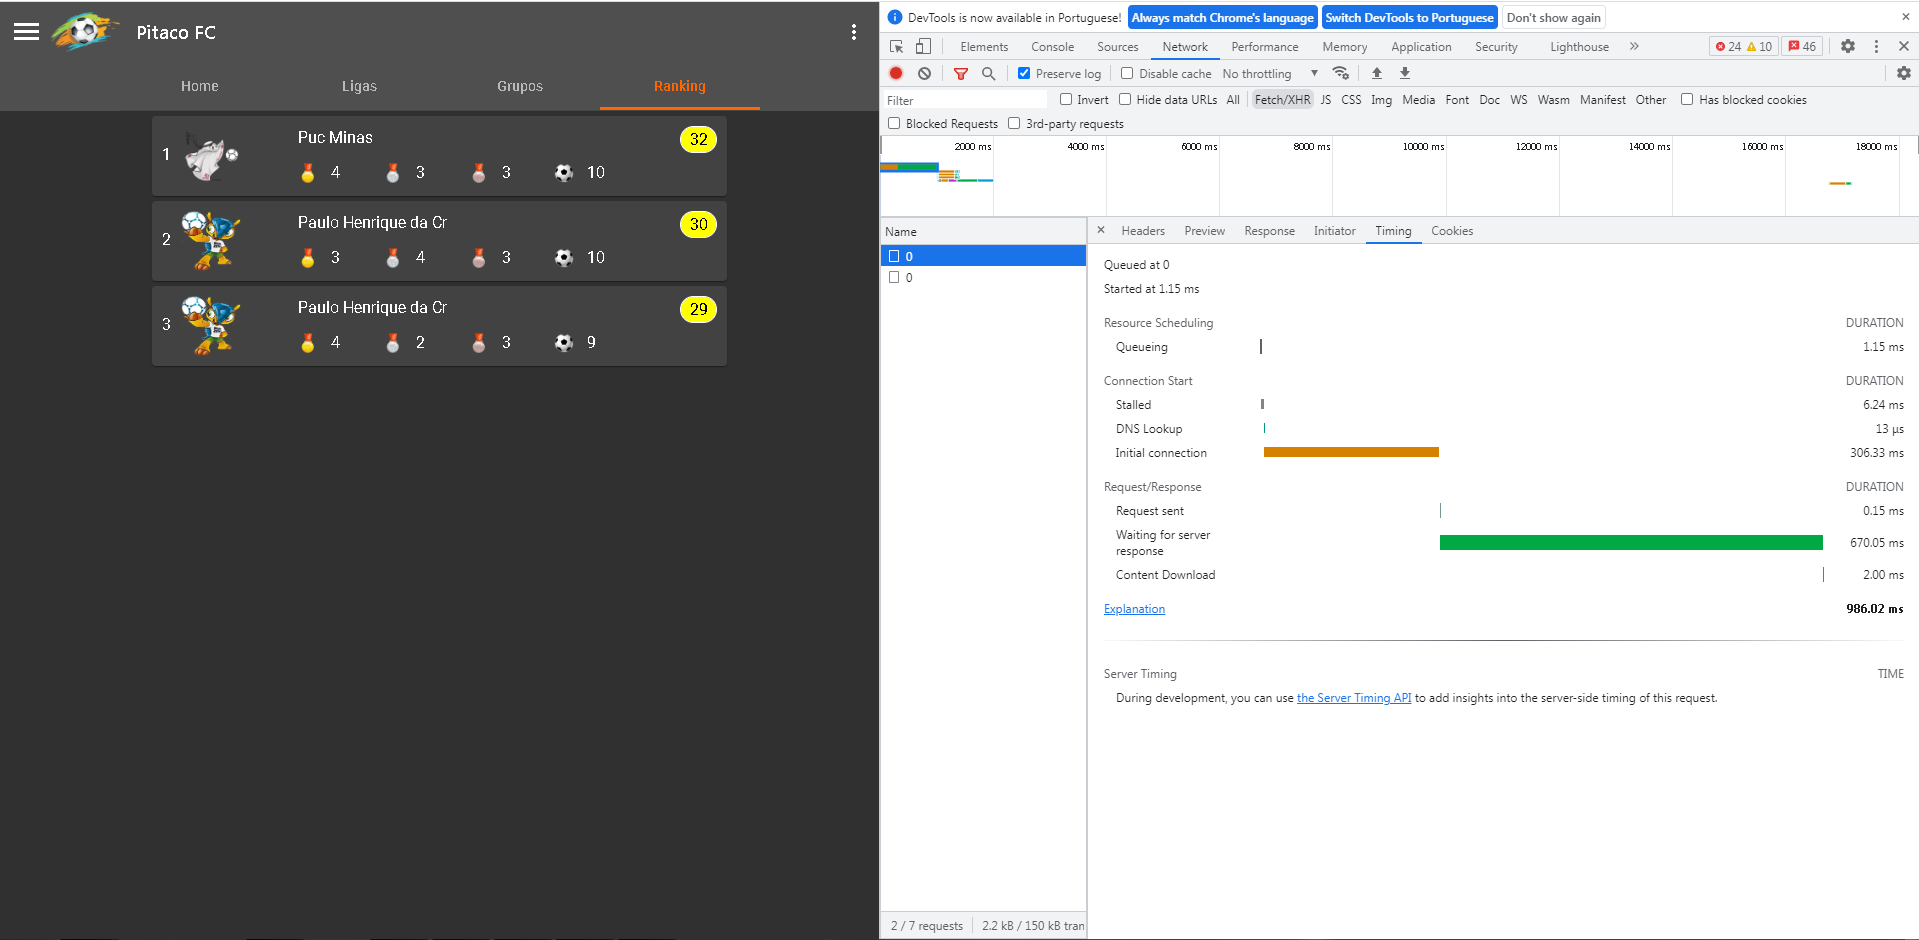 Pitaco FC
Home Ligas Grupos Ranking
1 Puc Minas 32
4 3 3 10
2 Paulo Henrique da Cr 30
3 4 3 10
3 Paulo Henrique da Cr 29
4 2 3 9
DevTools is now available in Portuguese! Always match Chrome's language Switch DevTools to Portuguese Don't show again
Elements Console Sources Network Performance Memory Application Security Lighthouse » 24 10 46
Preserve log Disable cache No throttling
Filter Invert Hide data URLs All Fetch/XHR JS CSS Img Media Font Doc WS Wasm Manifest Other Has blocked cookies
Blocked Requests 3rd-party requests
2000 ms 4000 ms 6000 ms 8000 ms 10000 ms 12000 ms 14000 ms 16000 ms 18000 ms
Name
0
0
2 / 7 requests 2.2 kB / 150 kB tran
Headers Preview Response Initiator Timing Cookies
Queued at 0
Started at 1.15 ms
Resource Scheduling DURATION
Queueing 1.15 ms
Connection Start DURATION
Stalled 6.24 ms
DNS Lookup 13 μs
Initial connection 306.33 ms
Request/Response DURATION
Request sent 0.15 ms
Waiting for server
response 670.05 ms
Content Download 2.00 ms
Explanation 986.02 ms
Server Timing TIME
During development, you can use the Server Timing API to add insights into the server-side timing of this request.